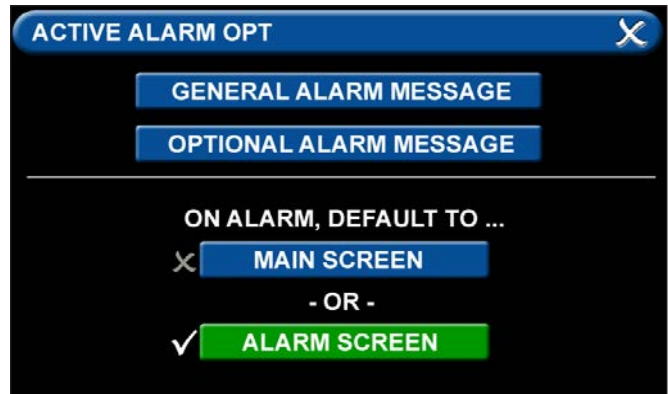 ACTIVE ALARM OPT
GENERAL ALARM MESSAGE
OPTIONAL ALARM MESSAGE
ON ALARM, DEFAULT TO ...
MAIN SCREEN
- OR -
ALARM SCREEN